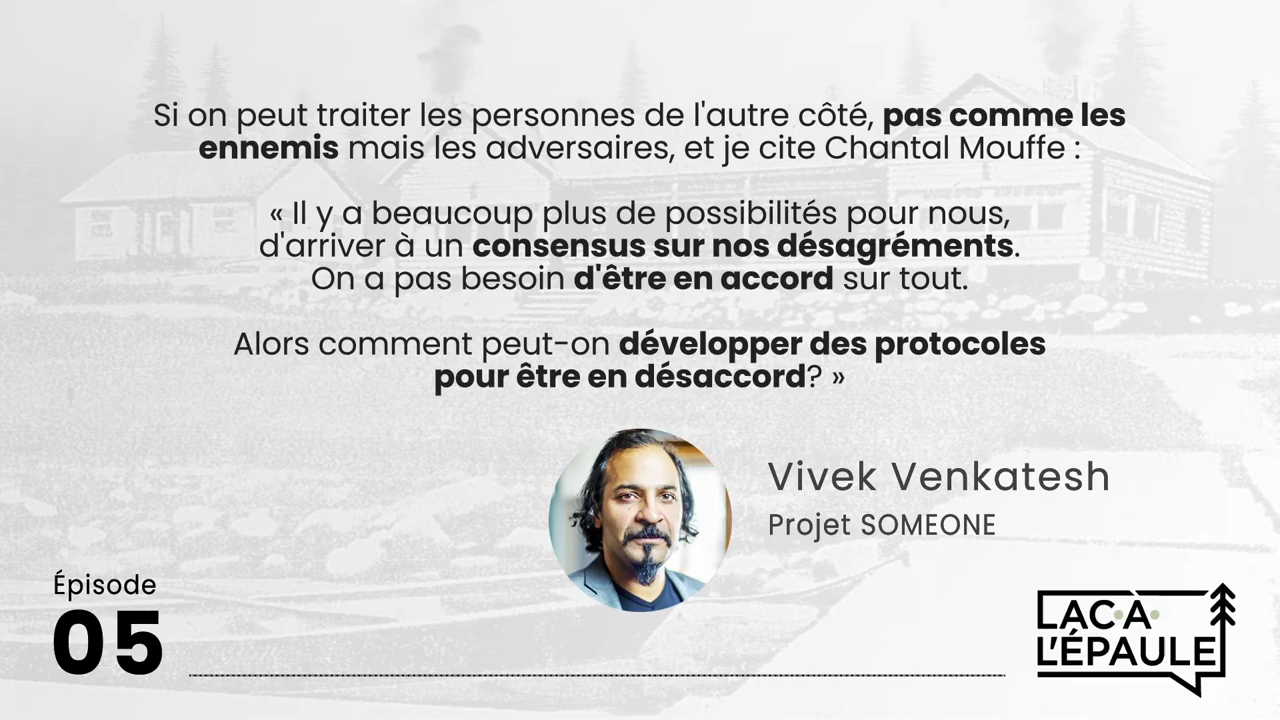 Si on peut traiter les personnes de l'autre côté, pas comme les
ennemis mais les adversaires, et je cite Chantal Mouffe :
« Il y a beaucoup plus de possibilités pour nous,
d'arriver à un consensus sur nos désagréments.
On a pas besoin d'être en accord sur tout.
Alors comment peut-on développer des protocoles
pour être en désaccord? »
Vivek Venkatesh
Projet SOMEONE
Épisode
05
LAC·A·
L'ÉPAULE